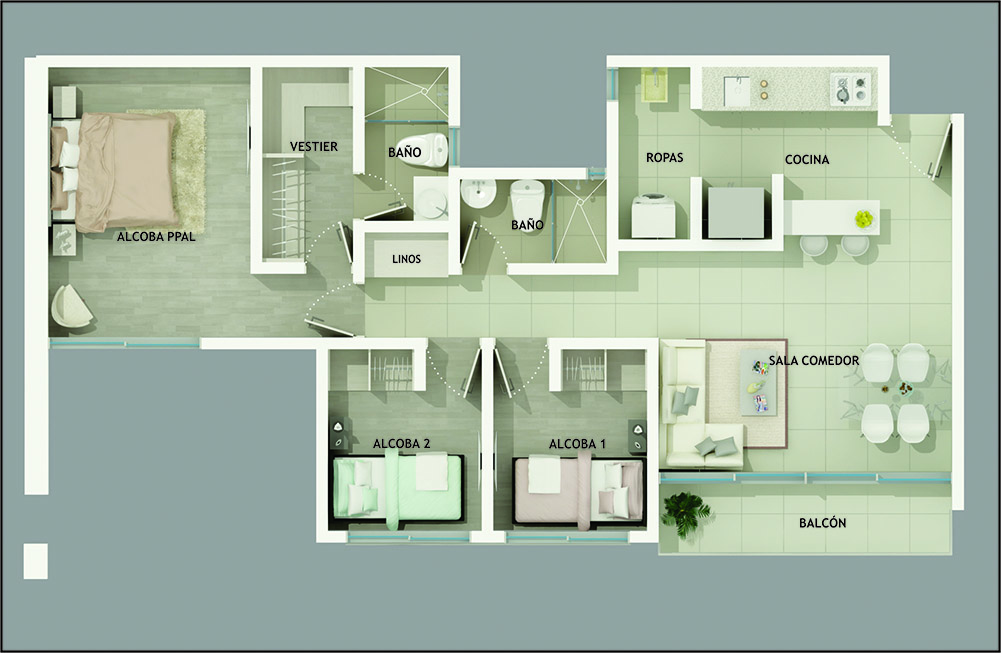 VESTIER
BAÑO
ROPAS
COCINA
BAÑO
ALCOBA PPAL
LINOS
SALA COMEDOR
ALCOBA 2
ALCOBA 1
BALCÓN